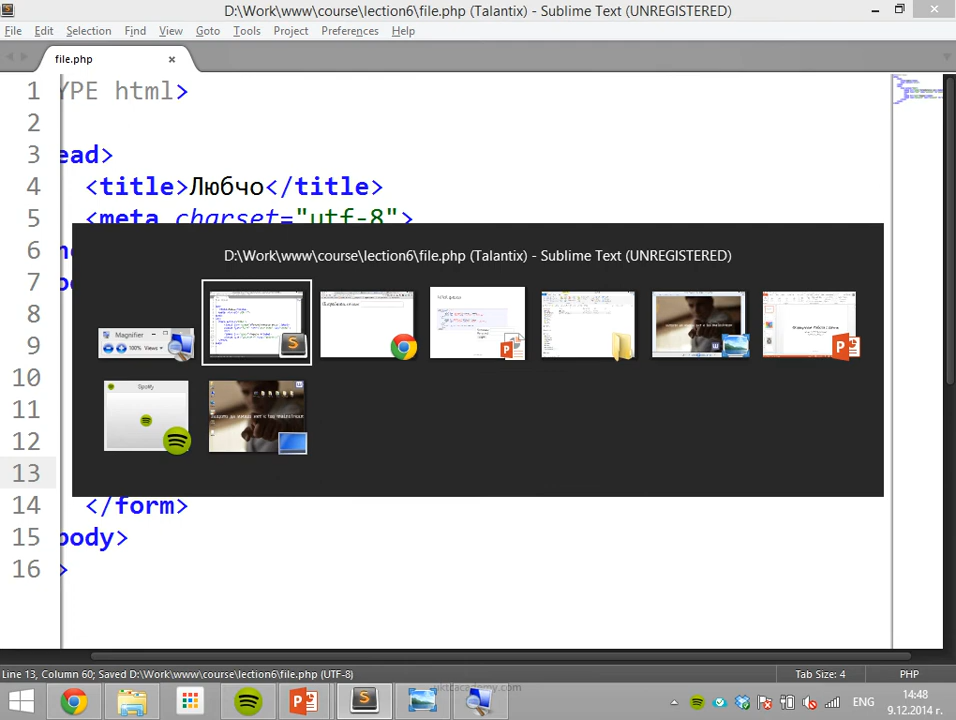 D:\Work\www\course\lection6\file.php (Talantix) - Sublime Text (UNREGISTERED)
File Edit Selection Find View Goto Tools Project Preferences Help
file.php
1 YPE html>
2
3 ead>
4 <title>Любчо</title>
5 <meta charset="utf-8">
6
7
8
9
10
11
12
13
14 </form>
15 body>
16 >
D:\Work\www\course\lection6\file.php (Talantix) - Sublime Text (UNREGISTERED)
Magnifier
100% Views
Spotify
Line 13, Column 60; Saved D:\Work\www\course\lection6\file.php (UTF-8)
Tab Size: 4
PHP
ENG
14:48
9.12.2014 г.